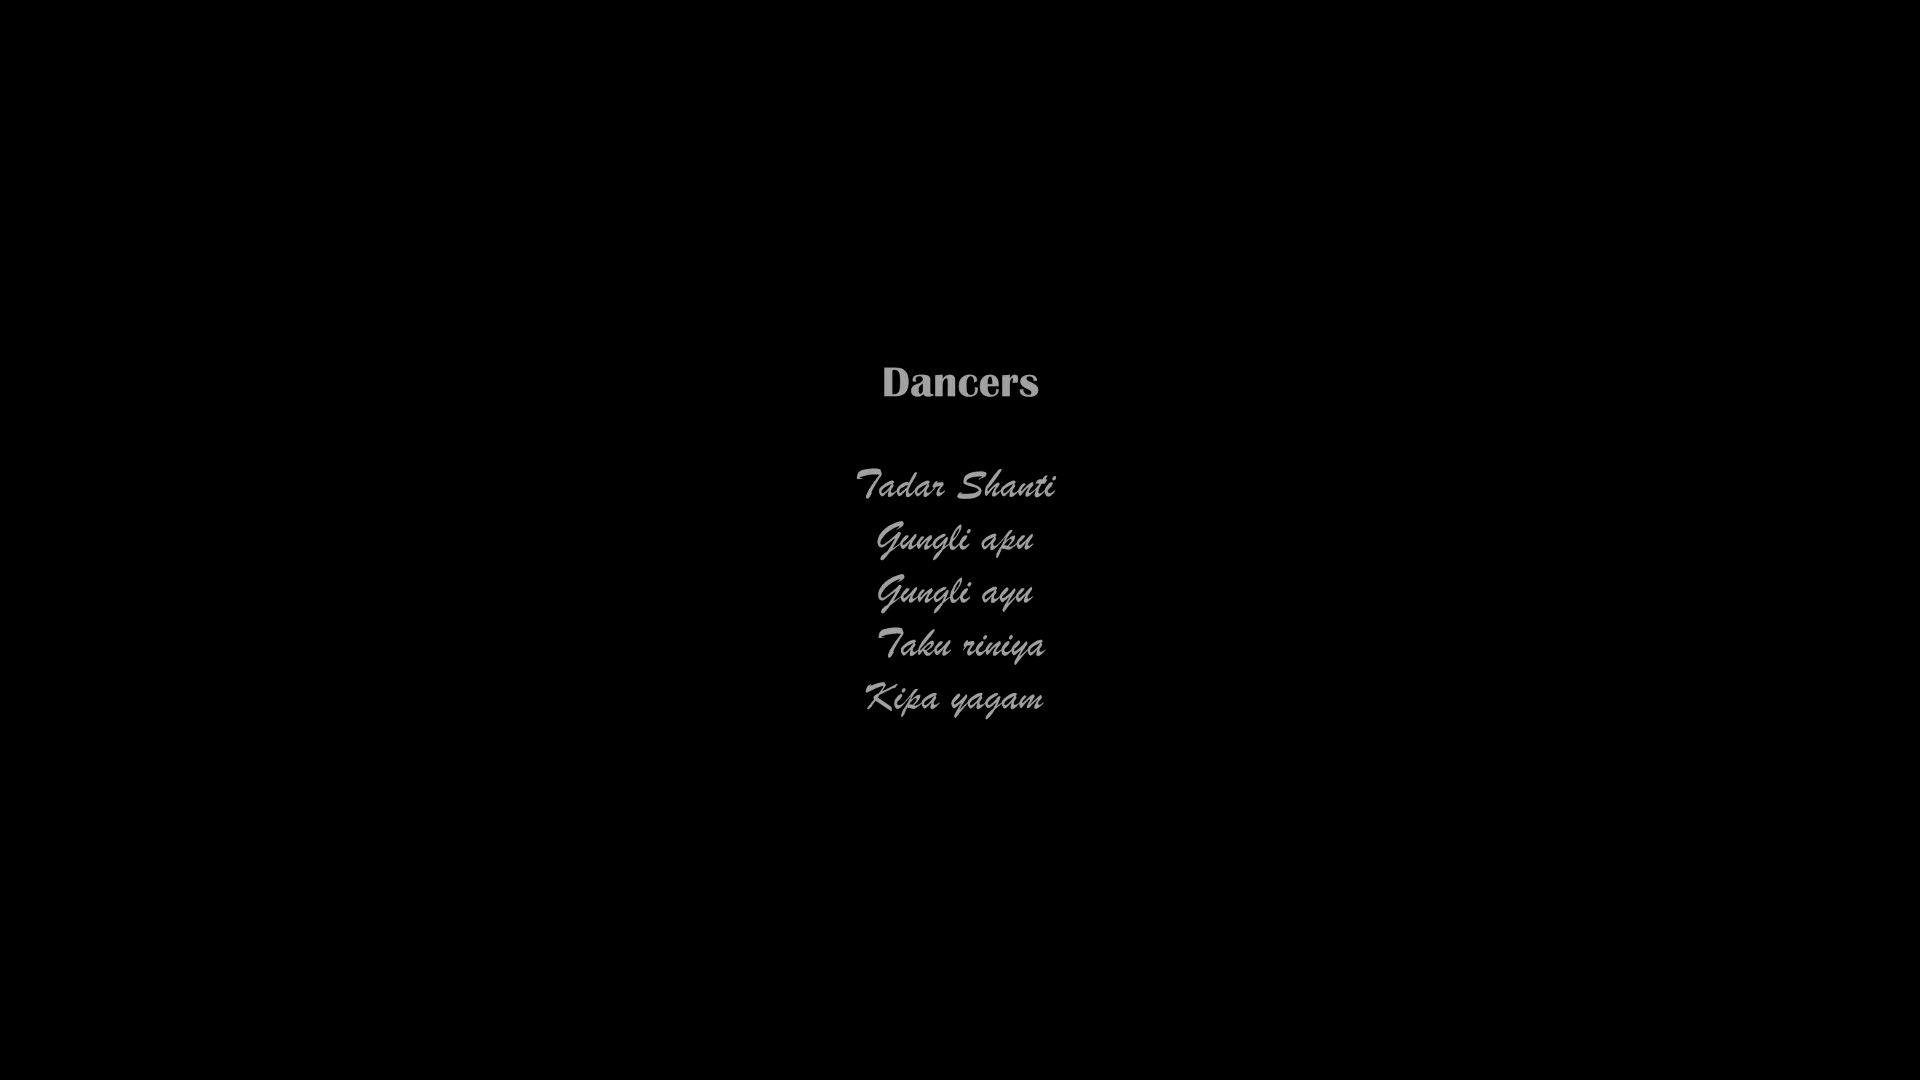 Dancers
Tadar Shanti
Gungli apu
Gungli ayu
Taku riniya
Kipa yagam